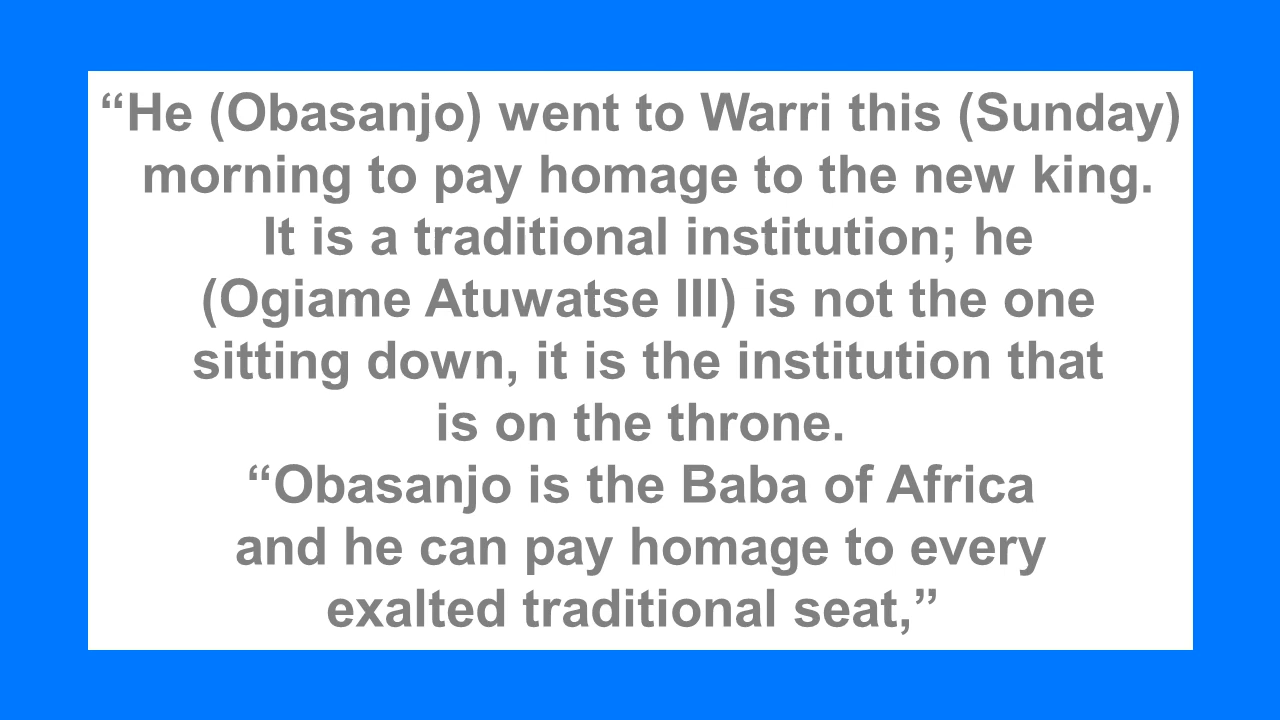 “He (Obasanjo) went to Warri this (Sunday)
morning to pay homage to the new king.
It is a traditional institution; he
(Ogiame Atuwatse III) is not the one
sitting down, it is the institution that
is on the throne.
“Obasanjo is the Baba of Africa
and he can pay homage to every
exalted traditional seat,”